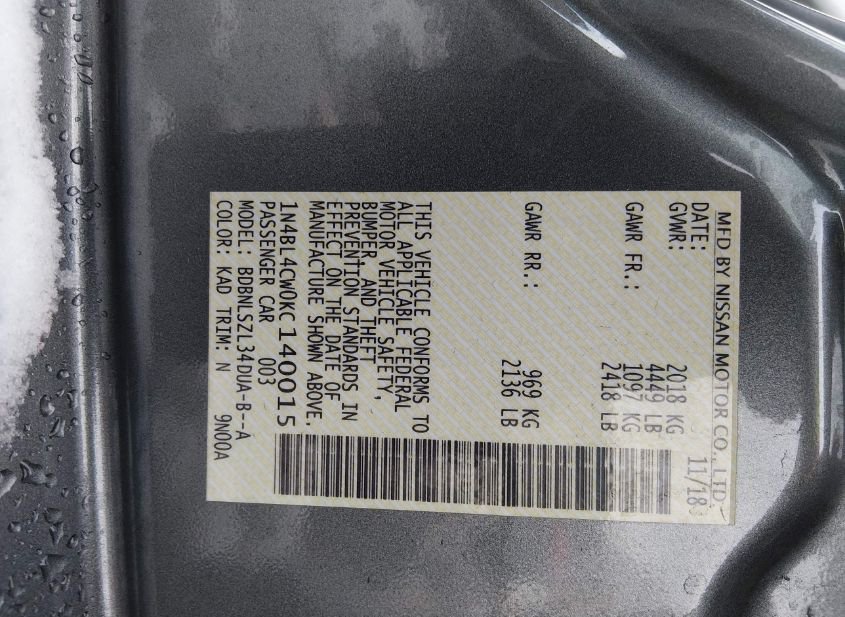 MFD BY NISSAN MOTOR CO., LTD.
DATE: 11/18
GVWR: 2018 KG
4449 LB
GAWR FR.: 1097 KG
2418 LB
GAWR RR.: 969 KG
2136 LB
THIS VEHICLE CONFORMS TO
ALL APPLICABLE FEDERAL
MOTOR VEHICLE SAFETY,
BUMPER, AND THEFT
PREVENTION STANDARDS IN
EFFECT ON THE DATE OF
MANUFACTURE SHOWN ABOVE.
1N4BL4CW0KC140015
PASSENGER CAR 003
MODEL: BDBNLSZL34DUA-B--A
COLOR: KAD TRIM: N 9N00A